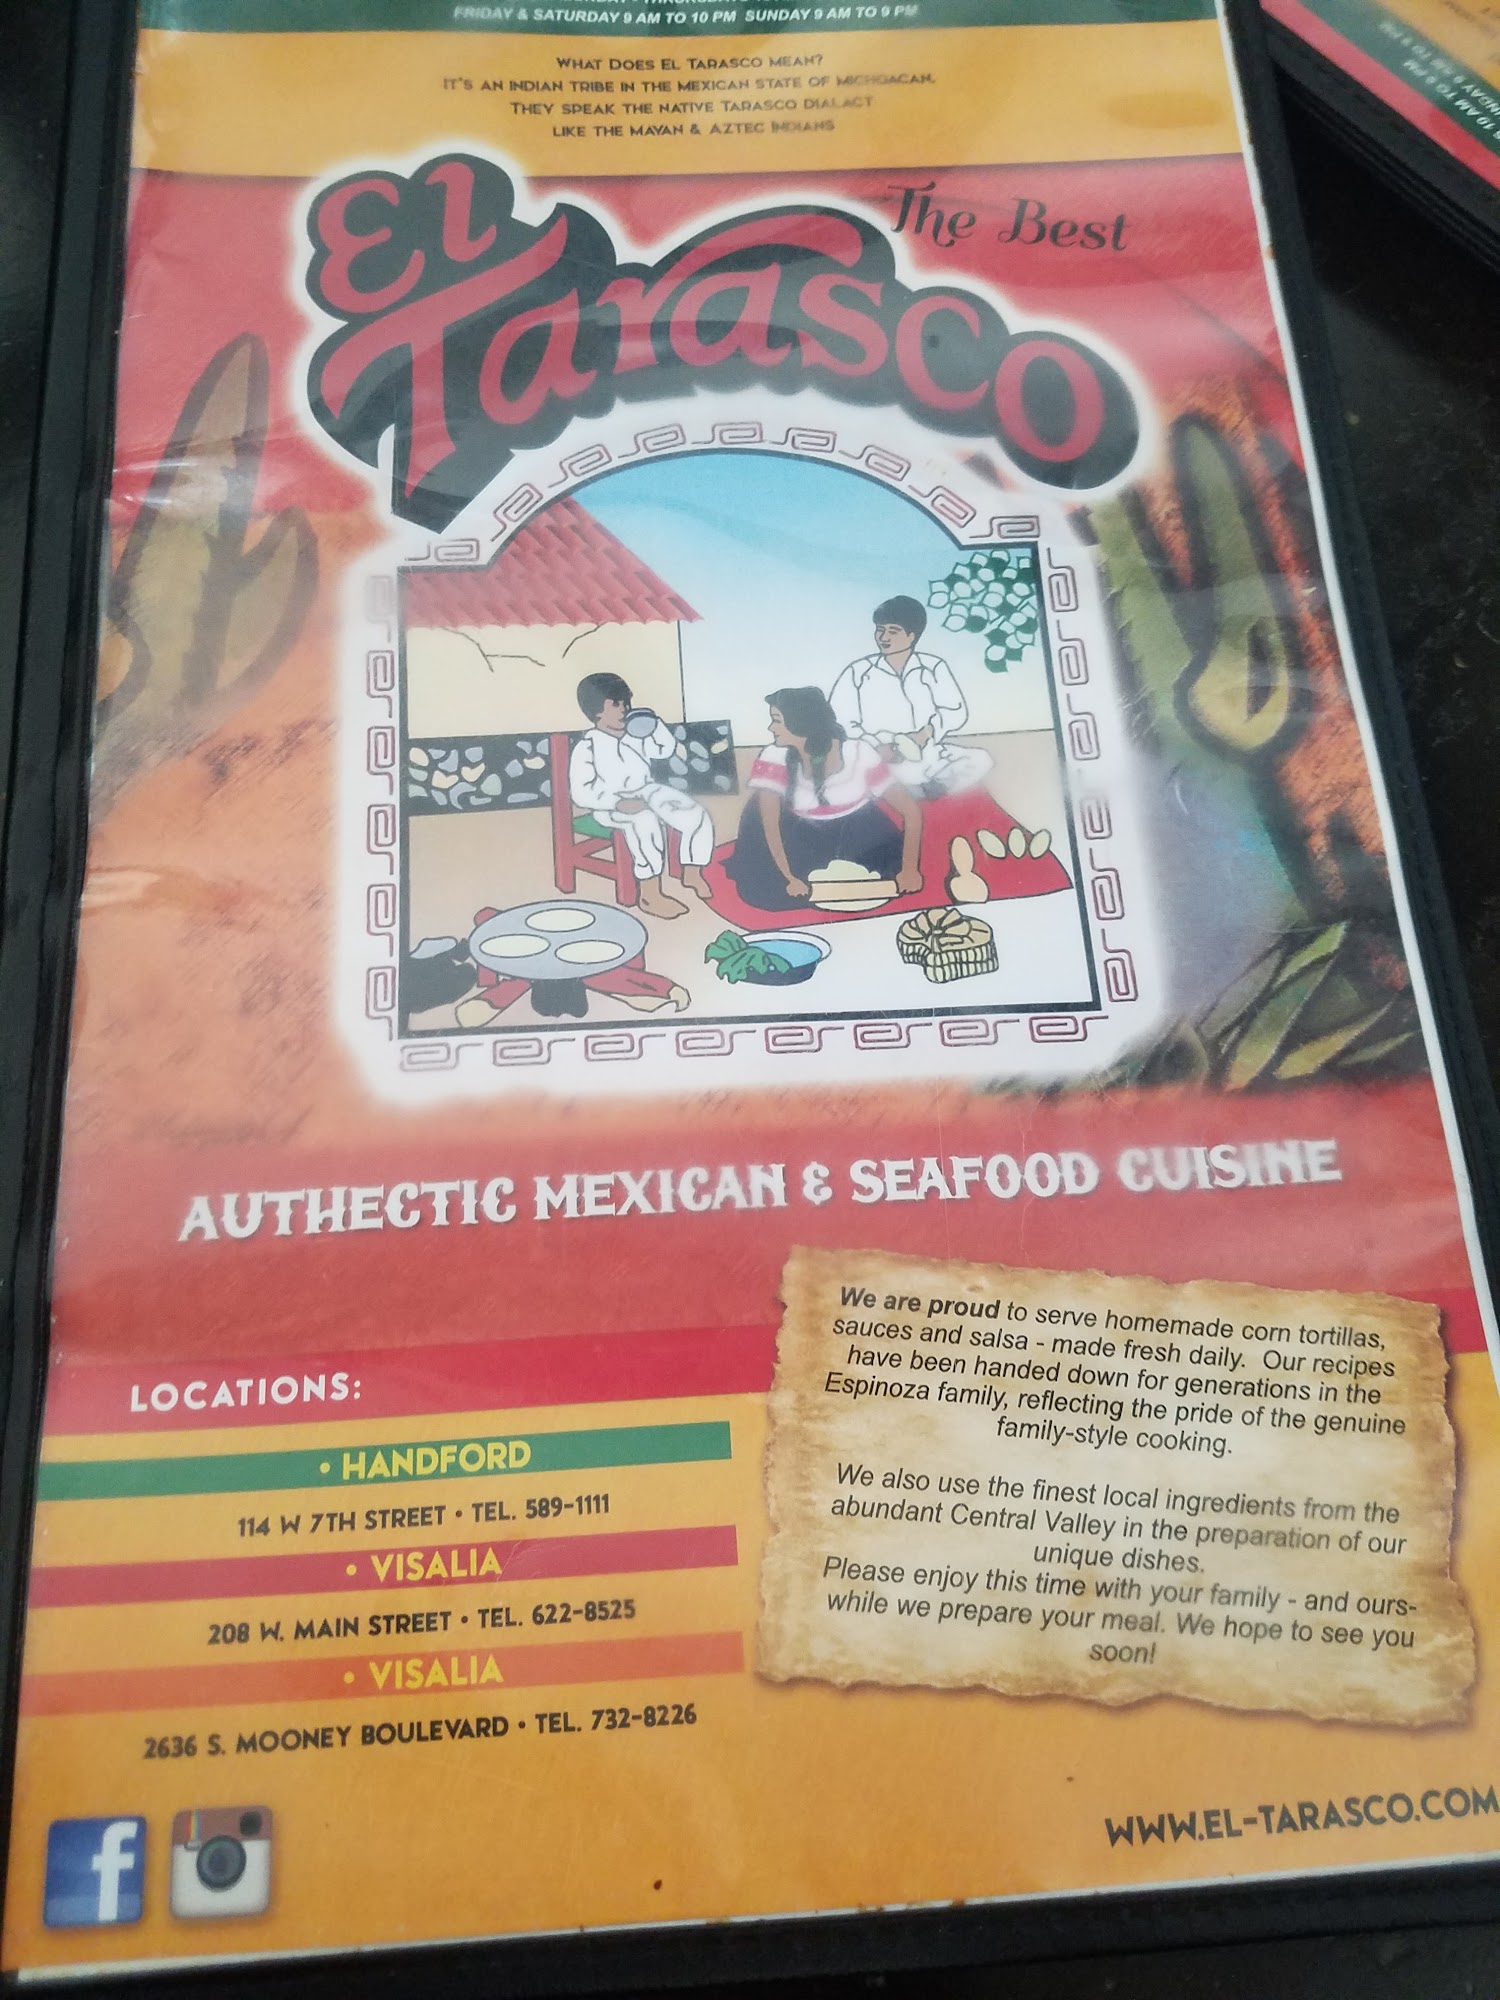 FRIDAY & SATURDAY 9 AM TO 10 PM SUNDAY 9 AM TO 9 PM
WHAT DOES EL TARASCO MEAN?
IT'S AN INDIAN TRIBE IN THE MEXICAN STATE OF MICHOACAN.
THEY SPEAK THE NATIVE TARASCO DIALACT
LIKE THE MAYAN & AZTEC INDIANS
El Tarasco
The Best
AUTHECTIC MEXICAN & SEAFOOD CUISINE
LOCATIONS:
• HANDFORD
114 W 7TH STREET • TEL. 589-1111
• VISALIA
208 W. MAIN STREET • TEL. 622-8525
• VISALIA
2636 S. MOONEY BOULEVARD • TEL. 732-8226
We are proud to serve homemade corn tortillas,
sauces and salsa - made fresh daily. Our recipes
have been handed down for generations in the
Espinoza family, reflecting the pride of the genuine
family-style cooking.
We also use the finest local ingredients from the
abundant Central Valley in the preparation of our
unique dishes.
Please enjoy this time with your family - and ours-
while we prepare your meal. We hope to see you
soon!
f
WWW.EL-TARASCO.COM